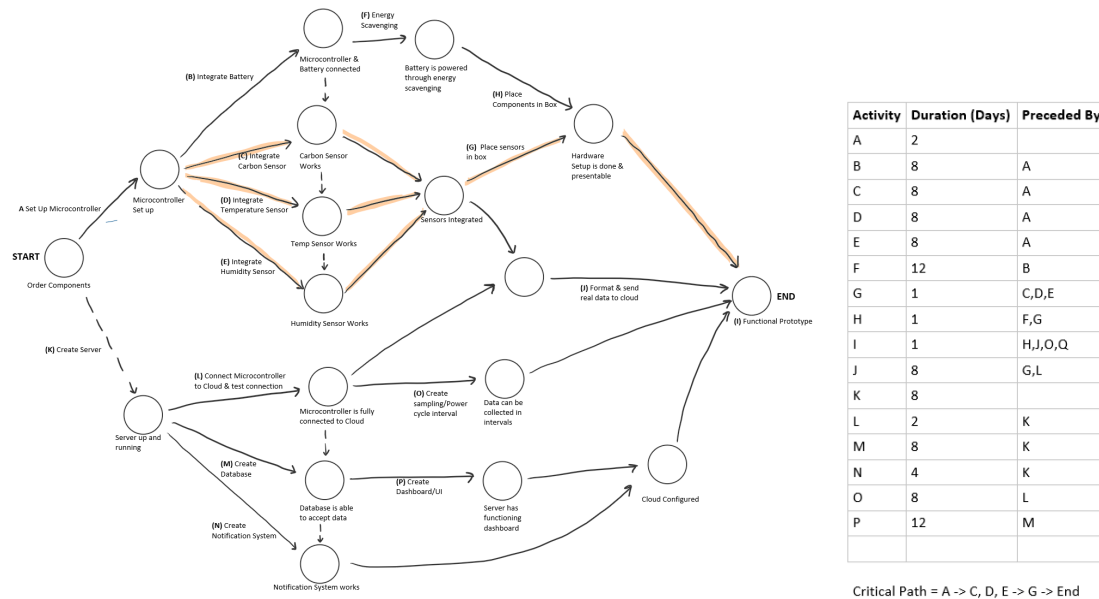 (F) Energy
Scavenging
(B) Integrate Battery
Microcontroller &
Battery connected
Battery is powered
through energy
scavenging
(H) Place
Components in Box
(C) Integrate
Carbon Sensor
Carbon Sensor
Works
(G) Place sensors
in box
Hardware
Setup is done &
presentable
A Set Up Microcontroller
Microcontroller
Set up
(D) Integrate
Temperature Sensor
Sensors Integrated
Temp Sensor Works
START
Order Components
(E) Integrate
Humidity Sensor
Humidity Sensor Works
(J) Format & send
real data to cloud
END
(I) Functional Prototype
(K) Create Server
(L) Connect Microcontroller
to Cloud & test connection
Microcontroller is fully
connected to Cloud
(O) Create
sampling/Power
cycle interval
Data can be
collected in
intervals
Server up and
running
(M) Create
Database
Database is able
to accept data
(P) Create
Dashboard/UI
Server has
functioning
dashboard
Cloud Configured
(N) Create
Notification System
Notification System works
Activity Duration (Days) Preceded By
A 2
B 8 A
C 8 A
D 8 A
E 8 A
F 12 B
G 1 C,D,E
H 1 F,G
I 1 H,J,O,Q
J 8 G,L
K 8
L 2 K
M 8 K
N 4 K
O 8 L
P 12 M
Critical Path = A -> C, D, E -> G -> End